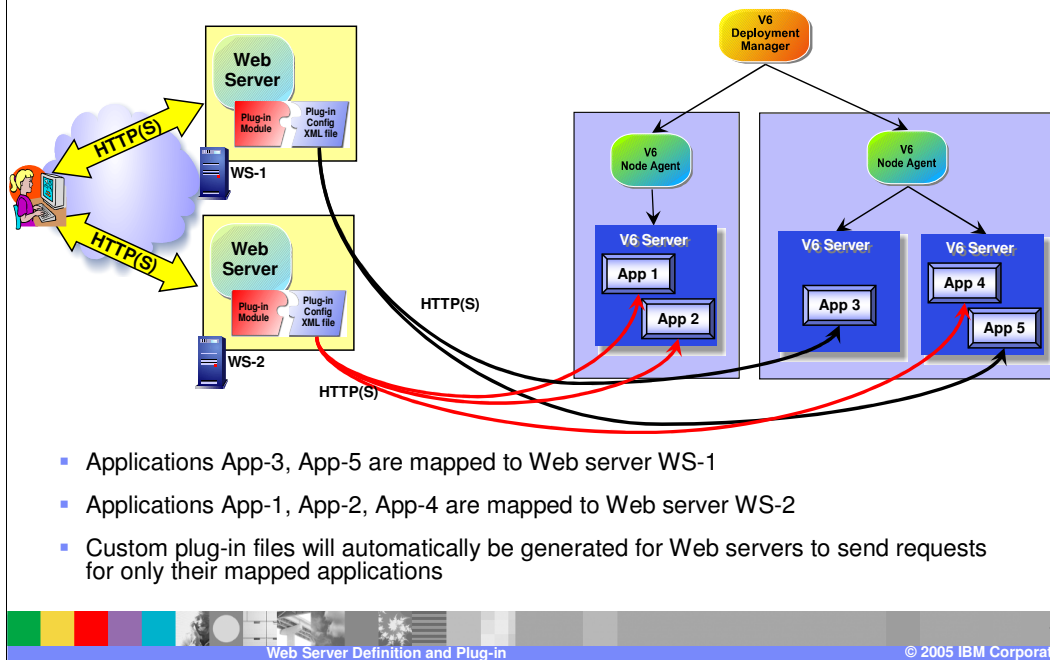 V6
Deployment
Manager
Web
Server
Plug-in
Module
Plug-in
Config
XML file
HTTP(S)
WS-1
V6
Node Agent
V6
Node Agent
HTTP(S)
Web
Server
Plug-in
Module
Plug-in
Config
XML file
WS-2
V6 Server
App 1
App 2
V6 Server
App 3
V6 Server
App 4
App 5
HTTP(S)
HTTP(S)
Applications App-3, App-5 are mapped to Web server WS-1
Applications App-1, App-2, App-4 are mapped to Web server WS-2
Custom plug-in files will automatically be generated for Web servers to send requests
for only their mapped applications
Web Server Definition and Plug-in
© 2005 IBM Corporat